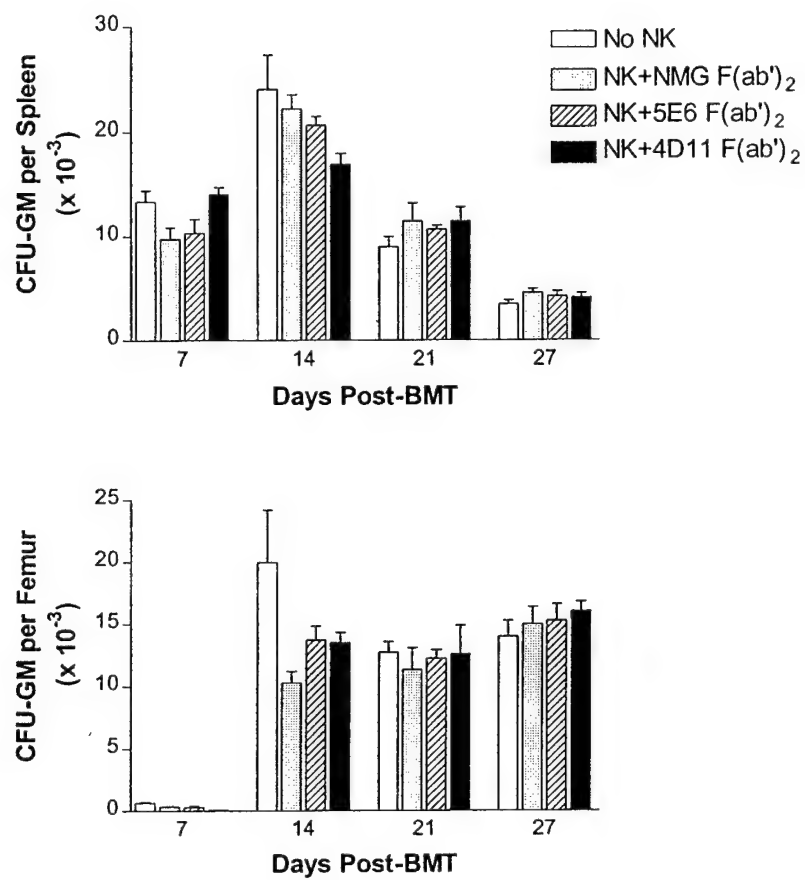 No NK
NK+NMG F(ab')2
NK+5E6 F(ab')2
NK+4D11 F(ab')2
CFU-GM per Spleen
(x 10-3)
30
20
10
0
7 14 21 27
Days Post-BMT
CFU-GM per Femur
(x 10-3)
25
20
15
10
5
0
7 14 21 27
Days Post-BMT